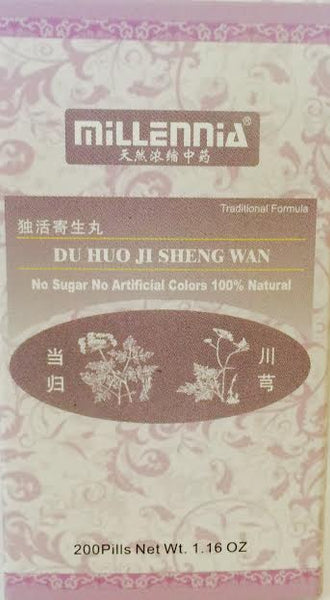 MiLLENNiA®
天然浓缩中药
Traditional Formula
独活寄生丸
DU HUO JI SHENG WAN
No Sugar No Artificial Colors 100% Natural
当归
川芎
200Pills Net Wt. 1.16 OZ